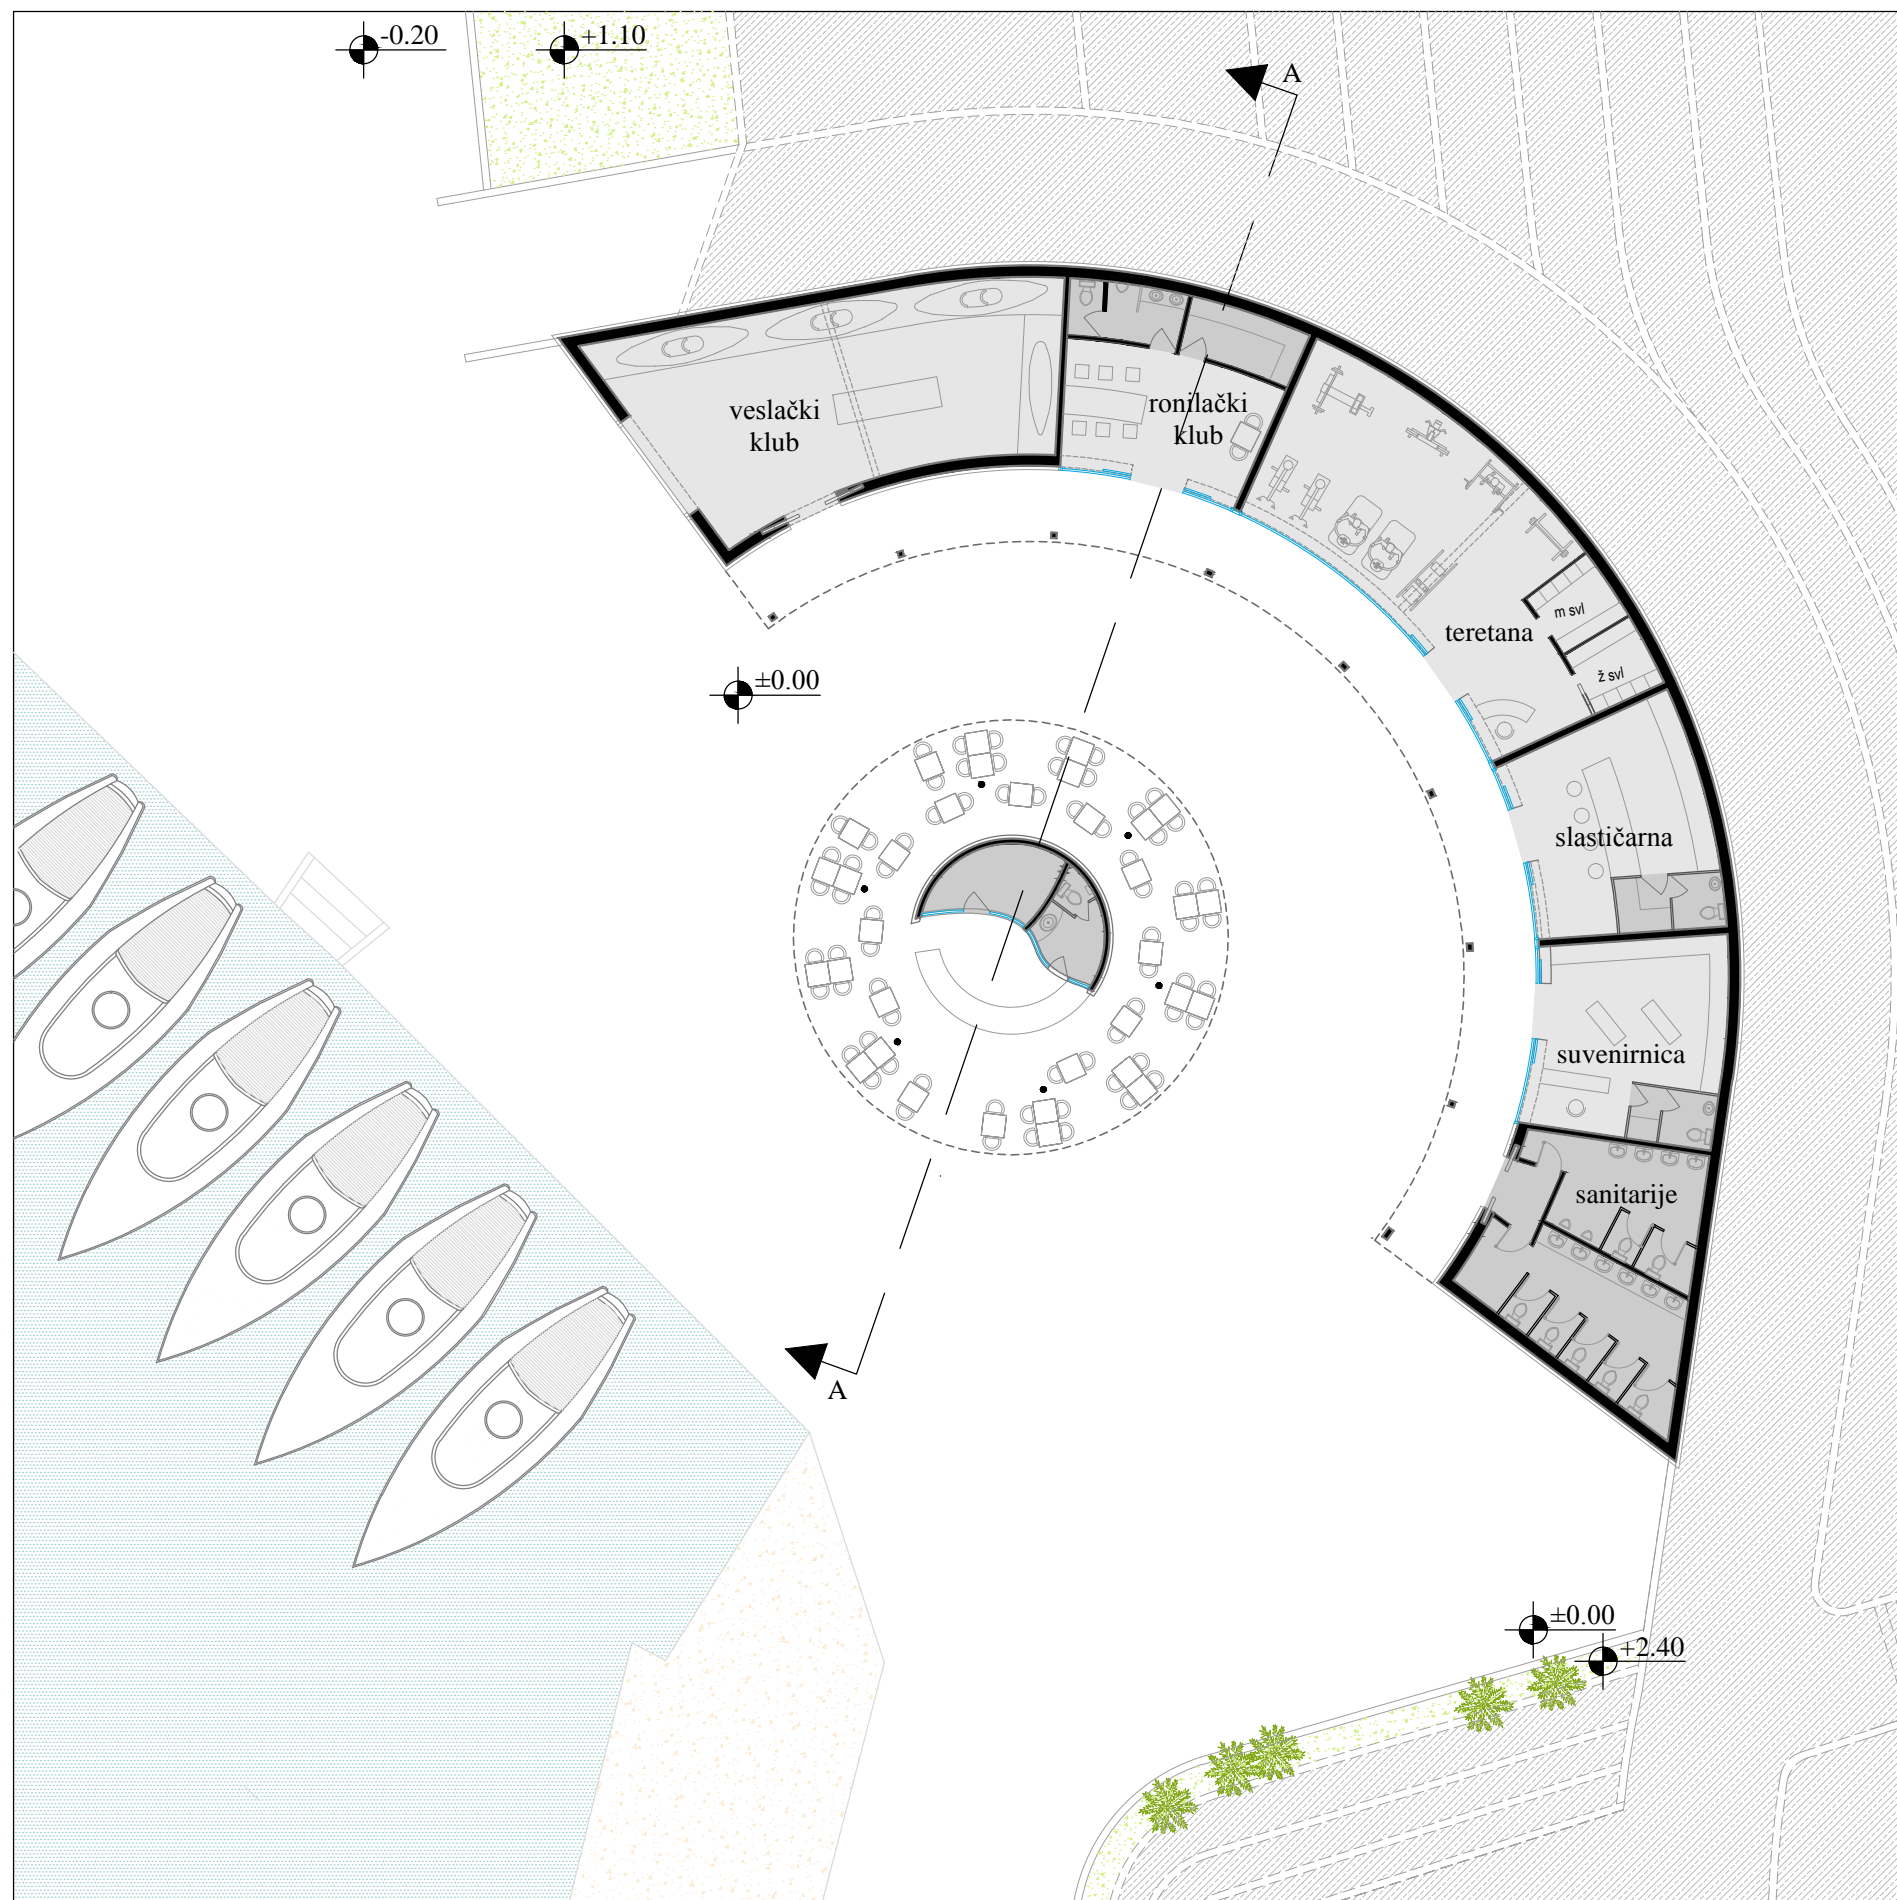 -0.20
+1.10
A
veslački
klub
ronilački
klub
m svl
teretana
ž svl
±0.00
slastičarna
suvenirnica
sanitarije
A
±0.00
+2.40